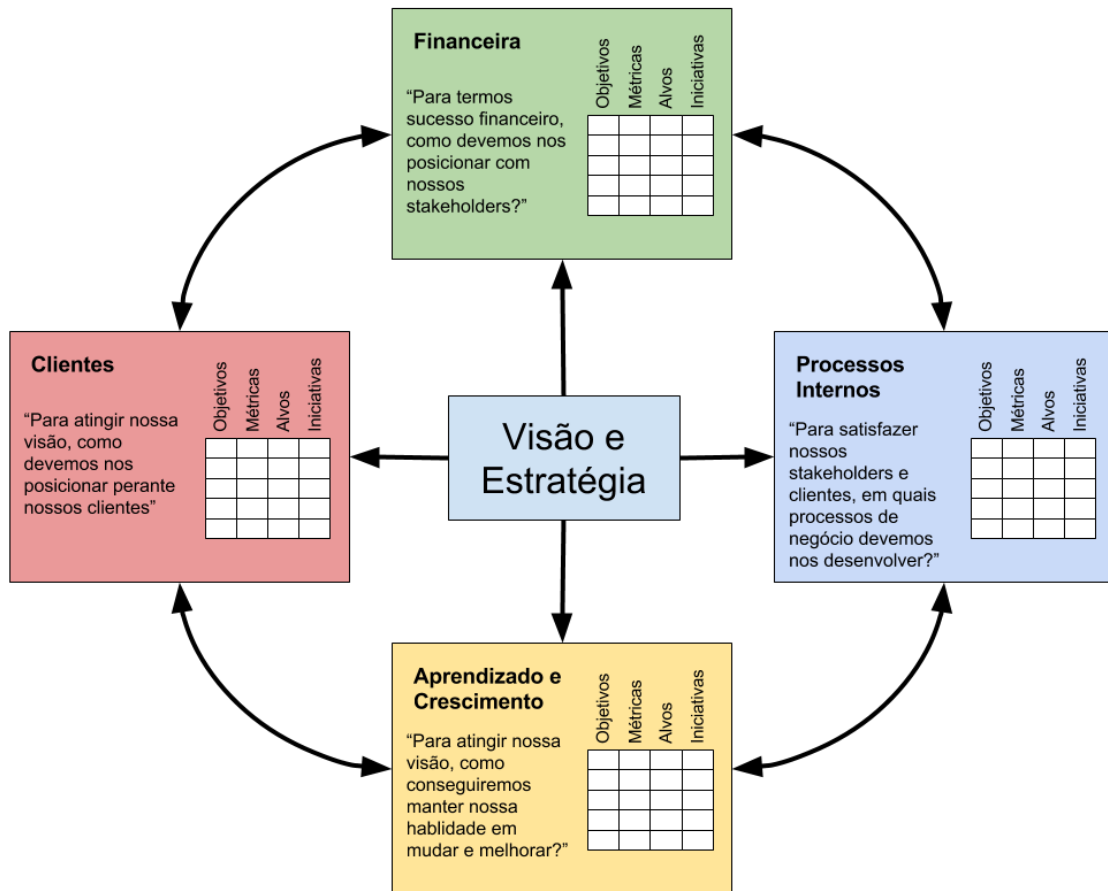 Financeira
Objetivos
Métricas
Alvos
Iniciativas
“Para termos
sucesso financeiro,
como devemos nos
posicionar com
nossos
stakeholders?”
Clientes
Objetivos
Métricas
Alvos
Iniciativas
“Para atingir nossa
visão, como
devemos nos
posicionar perante
nossos clientes”
Visão e
Estratégia
Processos
Internos
Objetivos
Métricas
Alvos
Iniciativas
“Para satisfazer
nossos
stakeholders e
clientes, em quais
processos de
negócio devemos
nos desenvolver?”
Aprendizado e
Crescimento
Objetivos
Métricas
Alvos
Iniciativas
“Para atingir nossa
visão, como
conseguiremos
manter nossa
hablidade em
mudar e melhorar?”